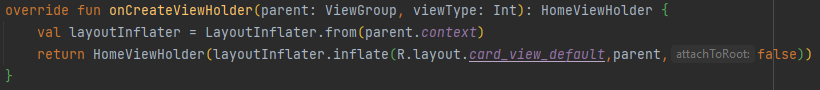 override fun onCreateViewHolder(parent: ViewGroup, viewType: Int): HomeViewHolder {
    val layoutInflater = LayoutInflater.from(parent.context)
    return HomeViewHolder(layoutInflater.inflate(R.layout.card_view_default,parent, attachToRoot: false))
}